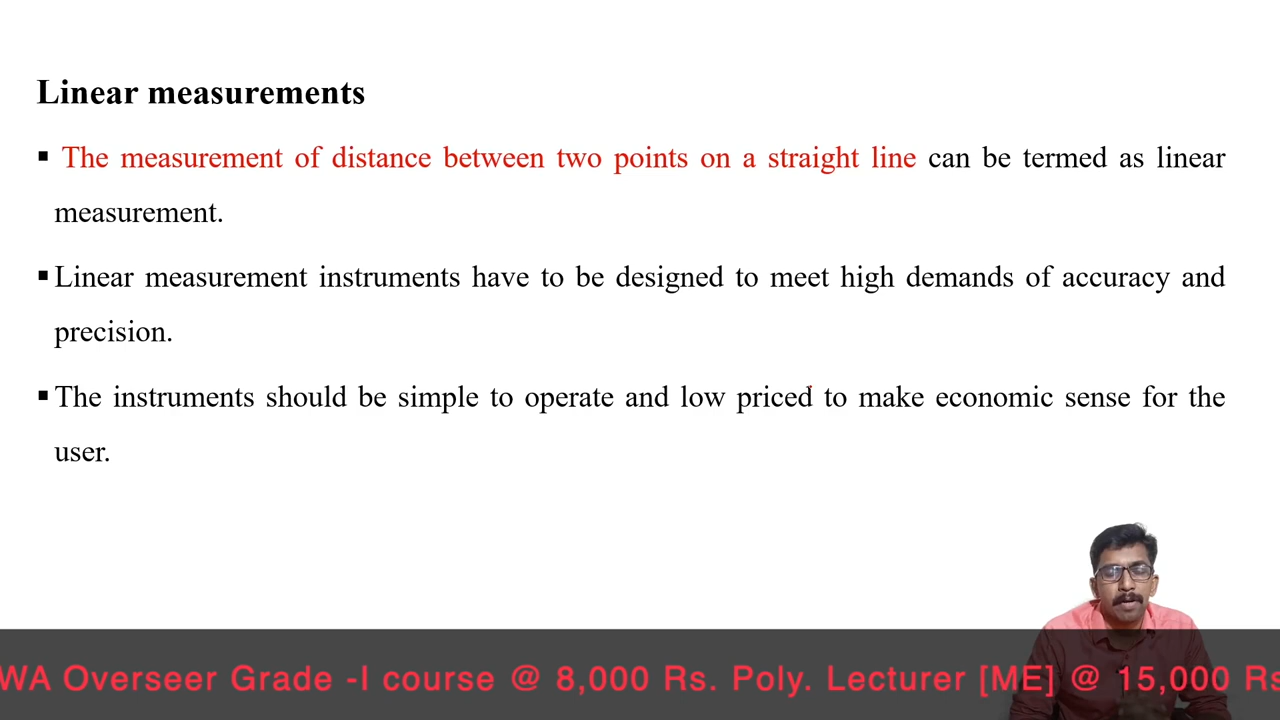 Linear measurements
▪ The measurement of distance between two points on a straight line can be termed as linear
measurement.
▪ Linear measurement instruments have to be designed to meet high demands of accuracy and
precision.
▪ The instruments should be simple to operate and low priced to make economic sense for the
user.
WA Overseer Grade -I course @ 8,000 Rs. Poly. Lecturer [ME] @ 15,000 Rs